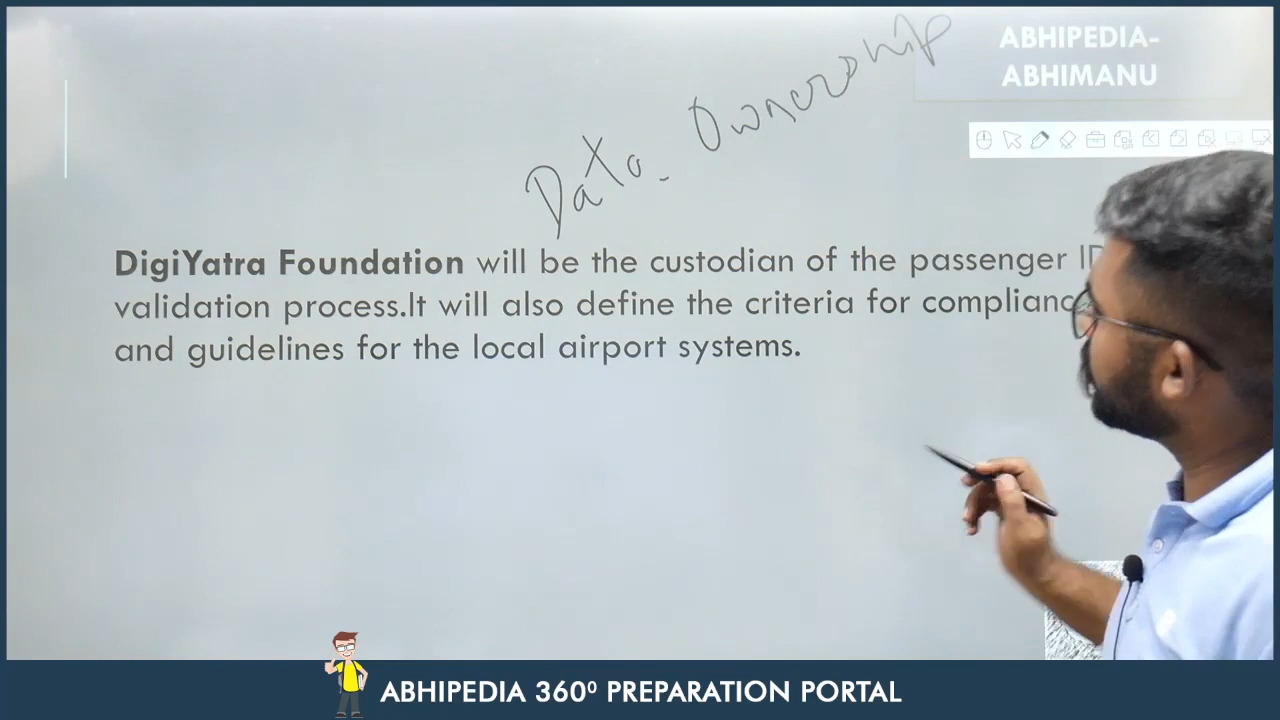 ABHIPEDIA-
ABHIMANU
Data Ownership
DigiYatra Foundation will be the custodian of the passenger ID
validation process.It will also define the criteria for complianc
and guidelines for the local airport systems.
ABHIPEDIA 360⁰ PREPARATION PORTAL